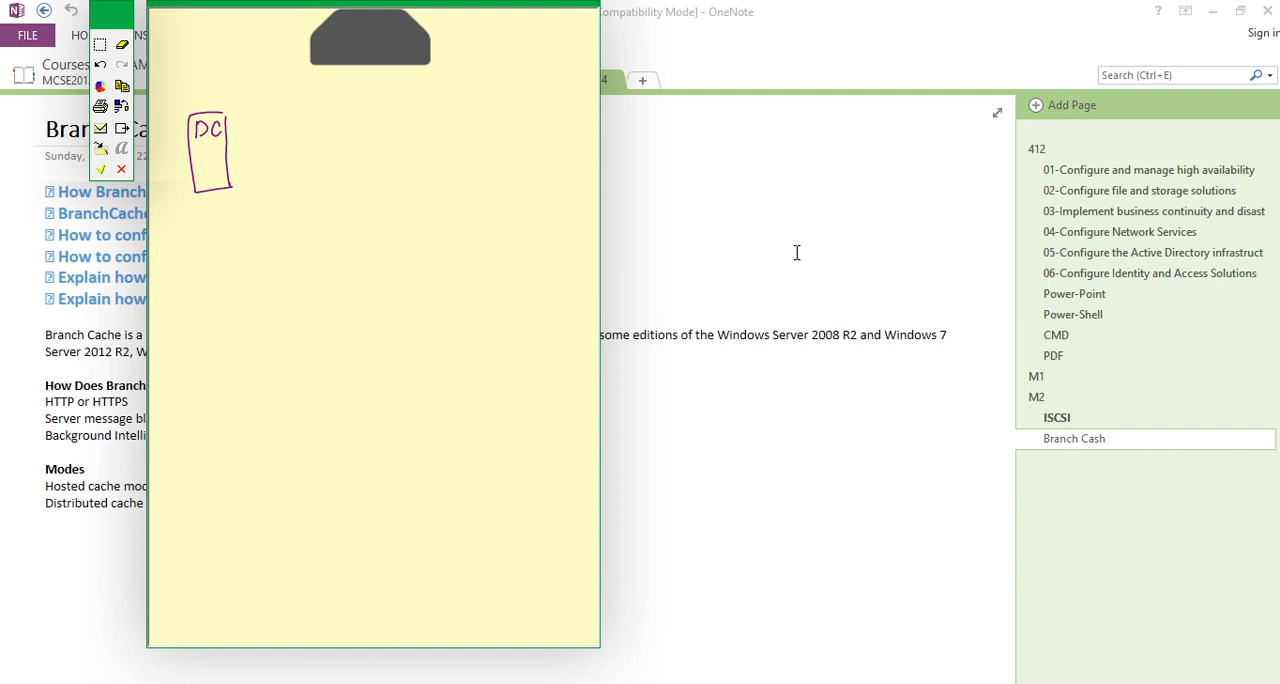 ompatibility Mode] - OneNote
FILE
HO
NS
Sign in
Courses
AM
MCSE201
4
Search (Ctrl+E)
DC
Sunday,
22
How Branch
BranchCache
How to conf
How to conf
Explain how
Explain how
Branch Cache is a
some editions of the Windows Server 2008 R2 and Windows 7
Server 2012 R2, W
How Does Branch
HTTP or HTTPS
Server message bl
Background Intelli
Modes
Hosted cache mod
Distributed cache
Add Page
412
01-Configure and manage high availability
02-Configure file and storage solutions
03-Implement business continuity and disast
04-Configure Network Services
05-Configure the Active Directory infrastruct
06-Configure Identity and Access Solutions
Power-Point
Power-Shell
CMD
PDF
M1
M2
ISCSI
Branch Cash